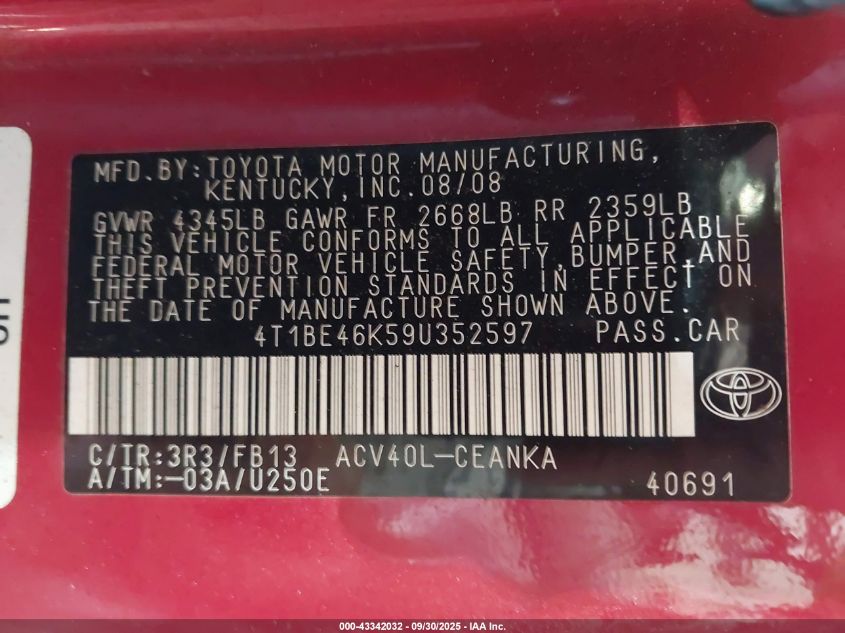 MFD.BY:TOYOTA MOTOR MANUFACTURING,
KENTUCKY,INC.08/08
GVWR 4345LB GAWR FR 2668LB RR 2359LB
THIS VEHICLE CONFORMS TO ALL APPLICABLE
FEDERAL MOTOR VEHICLE SAFETY,BUMPER,AND
THEFT PREVENTION STANDARDS IN EFFECT ON
THE DATE OF MANUFACTURE SHOWN ABOVE.
4T1BE46K59U352597 PASS.CAR
C/TR:3R3/FB13 ACV40L-CEANKA
A/TM:-03A/U250E 40691
000-43342032 - 09/30/2025 - IAA Inc.